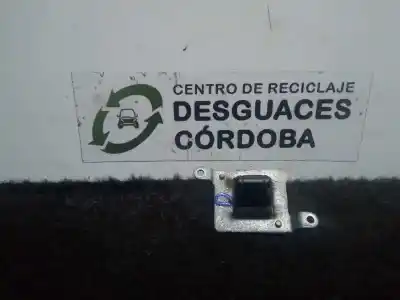 CENTRO DE RECICLAJE
DESGUACES
CÓRDOBA